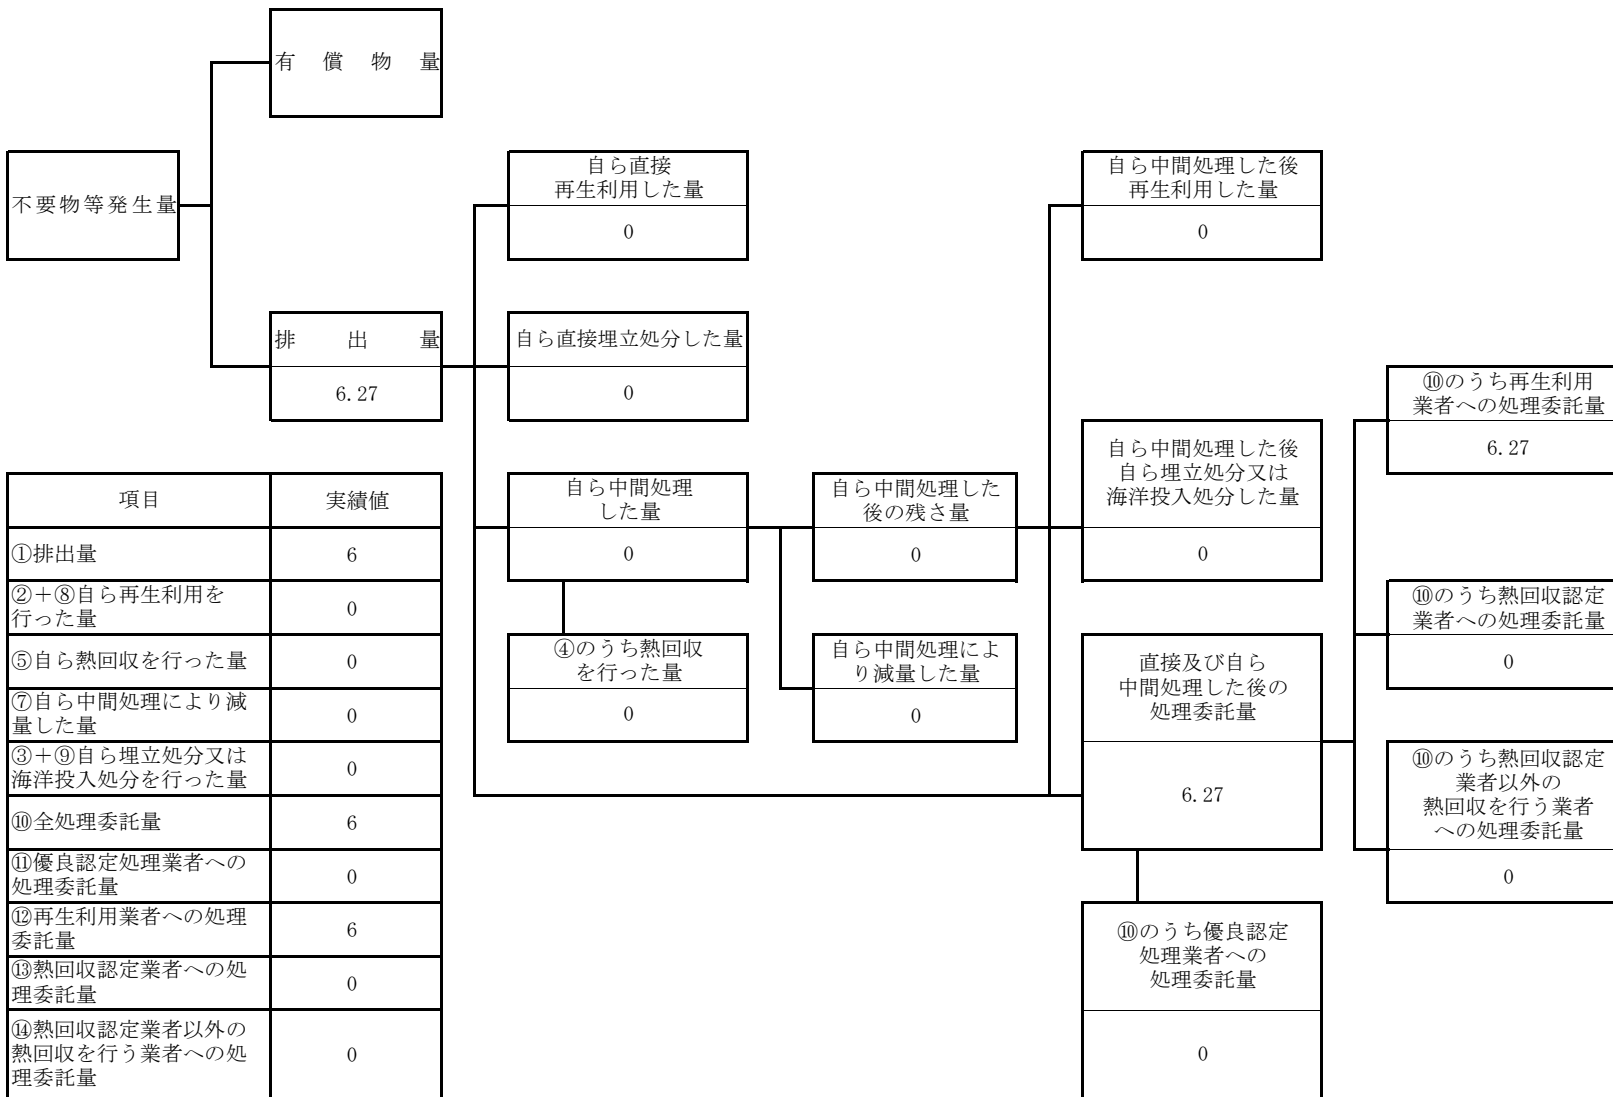 有償物量
不要物等発生量
排出量
6.27
自ら直接
再生利用した量
0
自ら直接埋立処分した量
0
自ら中間処理
した量
0
④のうち熱回収
を行った量
0
自ら中間処理した
後の残さ量
0
自ら中間処理によ
り減量した量
0
自ら中間処理した後
再生利用した量
0
自ら中間処理した後
自ら埋立処分又は
海洋投入処分した量
0
直接及び自ら
中間処理した後の
処理委託量
6.27
⑩のうち優良認定
処理業者への
処理委託量
0
⑩のうち再生利用
業者への処理委託量
6.27
⑩のうち熱回収認定
業者への処理委託量
0
⑩のうち熱回収認定
業者以外の
熱回収を行う業者
への処理委託量
0
項目 実績値
①排出量 6
②+⑧自ら再生利用を
行った量 0
⑤自ら熱回収を行った量 0
⑦自ら中間処理により減
量した量 0
③+⑨自ら埋立処分又は
海洋投入処分を行った量 0
⑩全処理委託量 6
⑪優良認定処理業者への
処理委託量 0
⑫再生利用業者への処理
委託量 6
⑬熱回収認定業者への処
理委託量 0
⑭熱回収認定業者以外の
熱回収を行う業者への処
理委託量 0